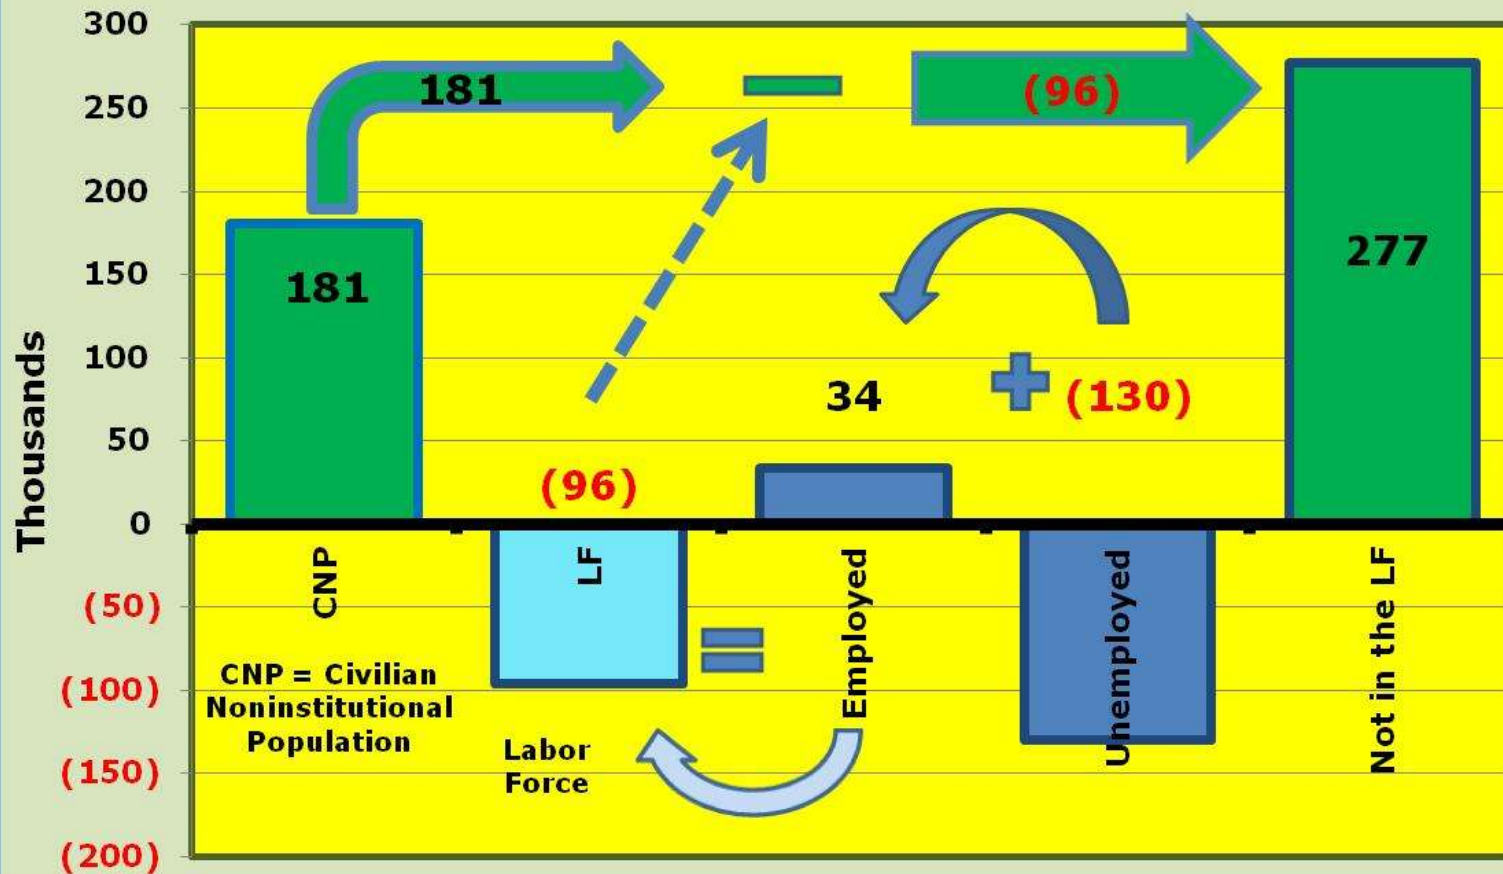 300
250
200
150
100
50
0
(50)
(100)
(150)
(200)
Thousands
181
(96)
181
277
34
(130)
(96)
CNP
LF
Employed
Unemployed
Not in the LF
CNP = Civilian
Noninstitutional
Population
Labor
Force